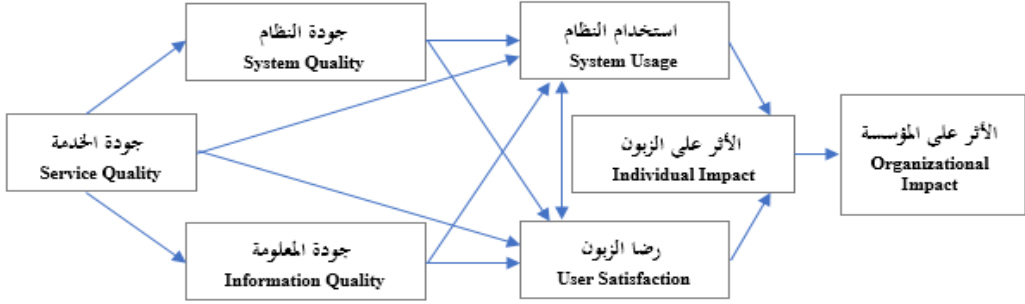 جودة النظام
System Quality
استخدام النظام
System Usage
جودة الخدمة
Service Quality
الأثر على الزبون
Individual Impact
الأثر على المؤسسة
Organizational
Impact
جودة المعلومة
Information Quality
رضا الزبون
User Satisfaction